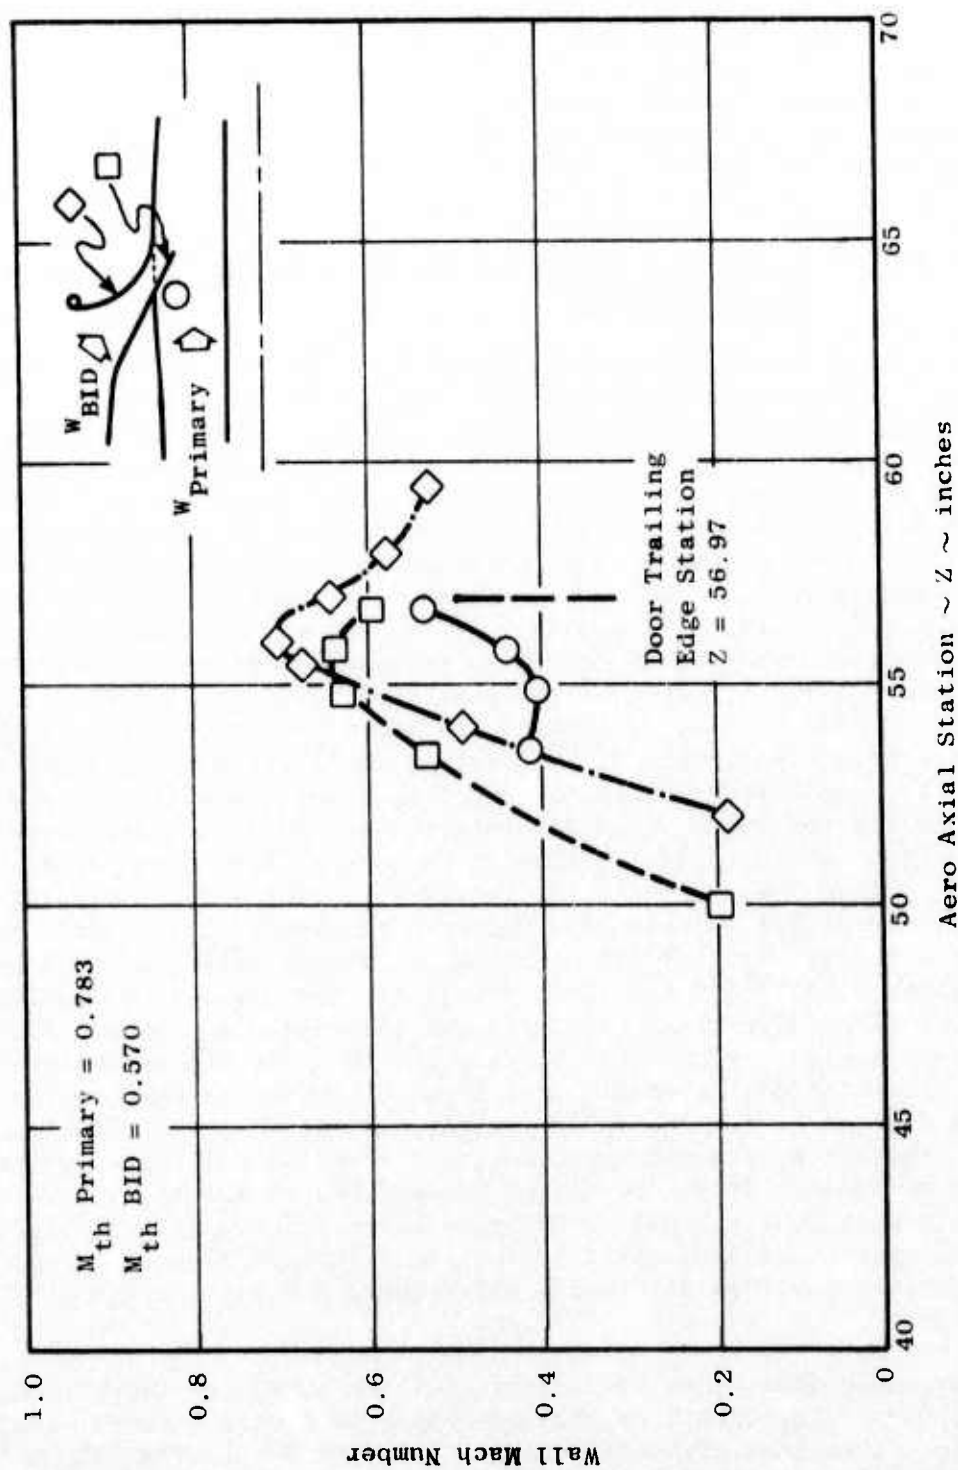 M_th Primary = 0.783
M_th BID = 0.570
W_BID
W_Primary
Door Trailing
Edge Station
Z = 56.97
1.0
0.8
0.6
0.4
0.2
0
40
45
50
55
60
65
70
Wall Mach Number
Aero Axial Station ~ Z ~ inches